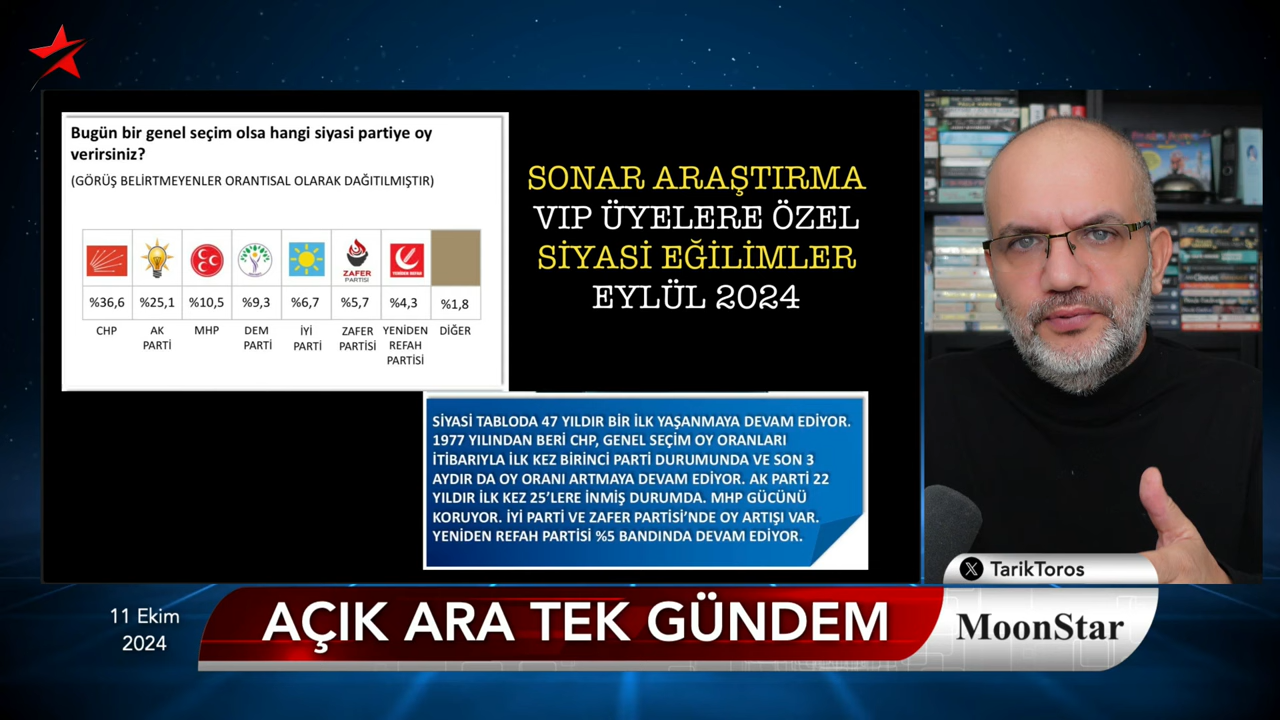 Bugün bir genel seçim olsa hangi siyasi partiye oy
verirsiniz?
(GÖRÜŞ BELİRTMEYENLER ORANTISAL OLARAK DAĞITILMIŞTIR)
ZAFER
PARTİSİ
YENİDEN REFAH
%36,6 %25,1 %10,5 %9,3 %6,7 %5,7 %4,3 %1,8
CHP AK PARTİ MHP DEM PARTİ İYİ PARTİ ZAFER PARTİSİ YENİDEN REFAH PARTİSİ DİĞER
SONAR ARAŞTIRMA
VIP ÜYELERE ÖZEL
SİYASİ EĞİLİMLER
EYLÜL 2024
SİYASİ TABLODA 47 YILDIR BİR İLK YAŞANMAYA DEVAM EDİYOR.
1977 YILINDAN BERİ CHP, GENEL SEÇİM OY ORANLARI
İTİBARIYLA İLK KEZ BİRİNCİ PARTİ DURUMUNDA VE SON 3
AYDIR DA OY ORANI ARTMAYA DEVAM EDİYOR. AK PARTİ 22
YILDIR İLK KEZ 25'LERE İNMİŞ DURUMDA. MHP GÜCÜNÜ
KORUYOR. İYİ PARTİ VE ZAFER PARTİSİ'NDE OY ARTIŞI VAR.
YENİDEN REFAH PARTİSİ %5 BANDINDA DEVAM EDİYOR.
TarikToros
11 Ekim
2024
AÇIK ARA TEK GÜNDEM
MoonStar